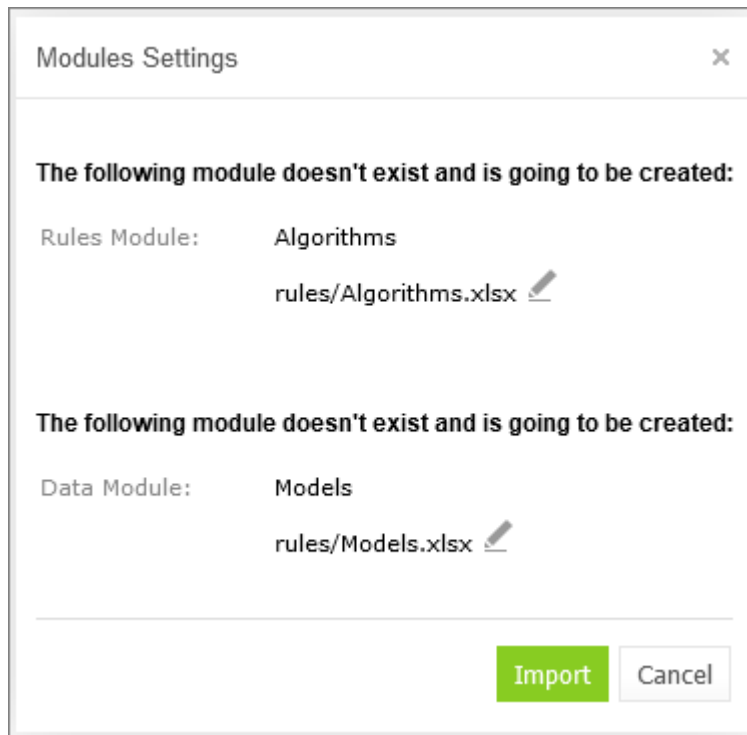 Modules Settings ×
The following module doesn't exist and is going to be created:
Rules Module: Algorithms
rules/Algorithms.xlsx
The following module doesn't exist and is going to be created:
Data Module: Models
rules/Models.xlsx
Import Cancel